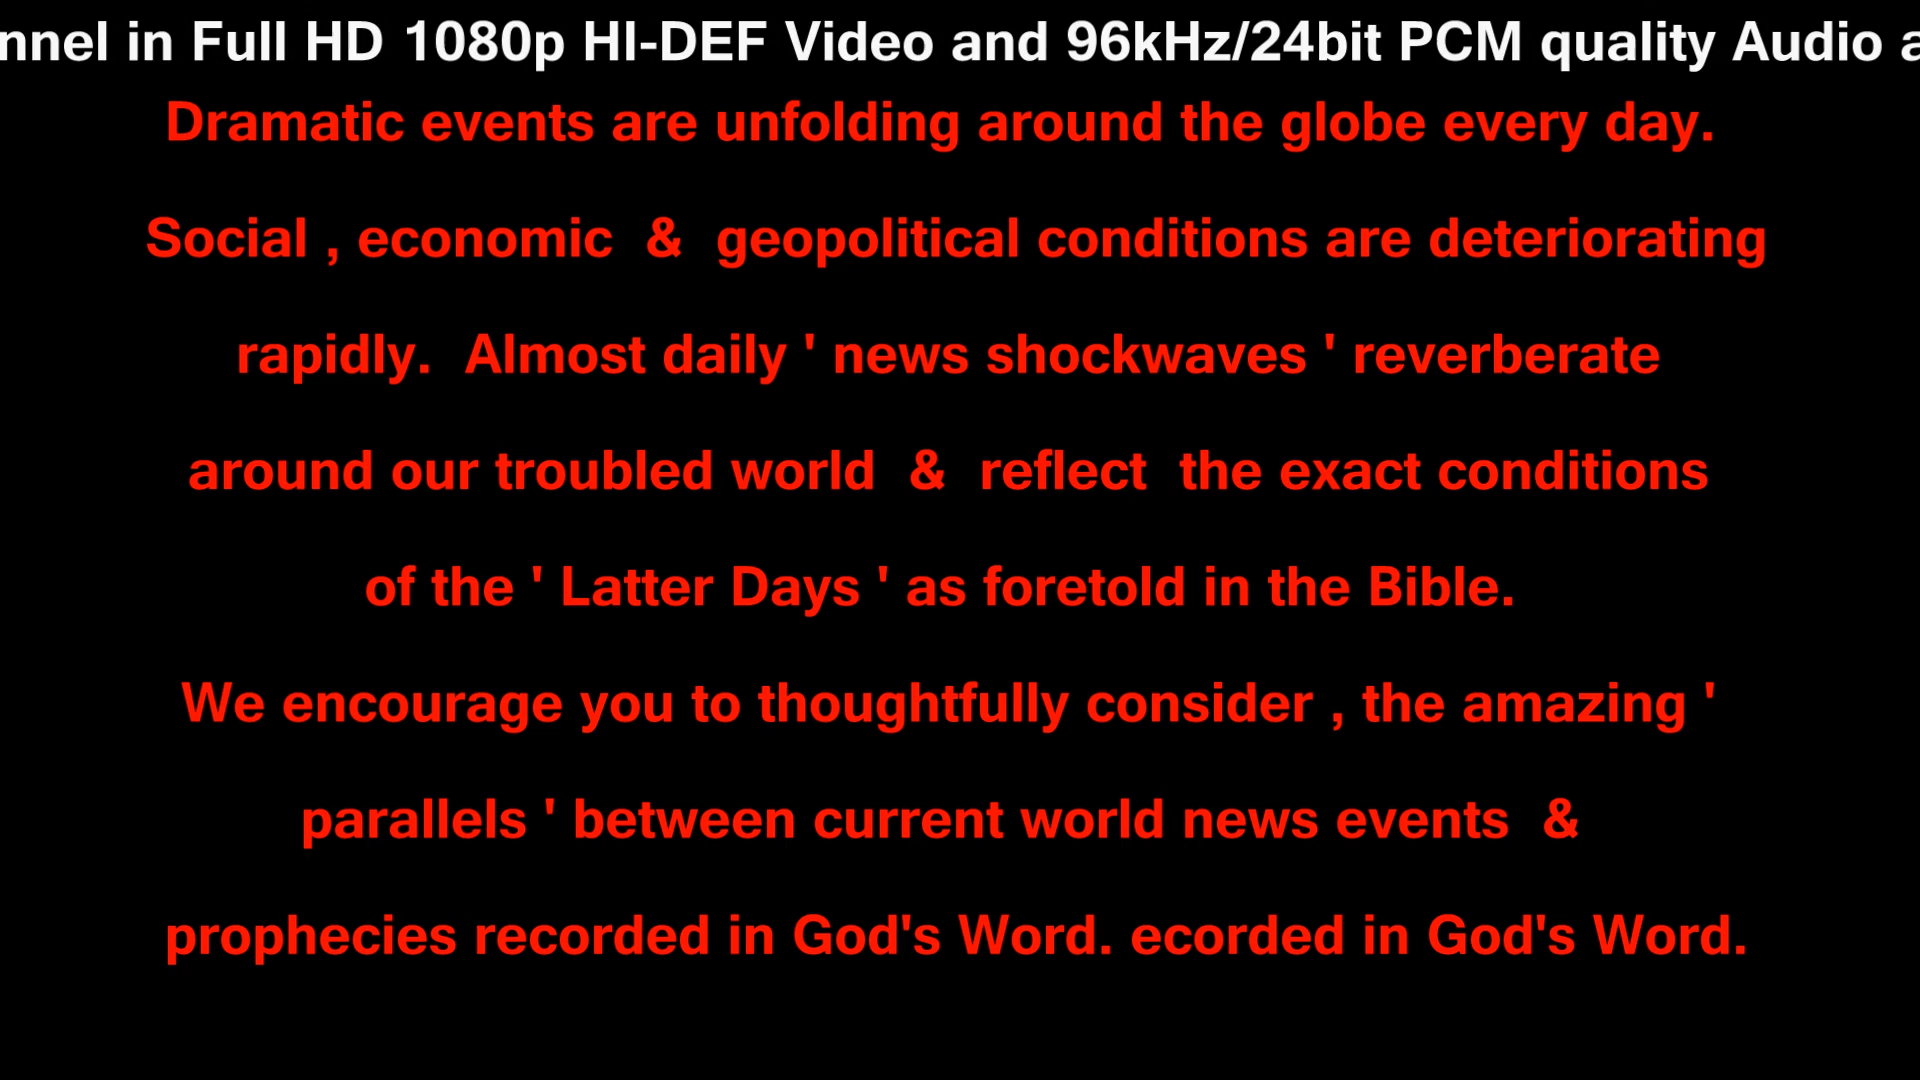 in Full HD 1080p HI-DEF Video and 96kHz/24bit PCM quality Audio
Dramatic events are unfolding around the globe every day.
Social , economic & geopolitical conditions are deteriorating
rapidly. Almost daily ' news shockwaves ' reverberate
around our troubled world & reflect the exact conditions
of the ' Latter Days ' as foretold in the Bible.
We encourage you to thoughtfully consider , the amazing '
parallels ' between current world news events &
prophecies recorded in God's Word. ecorded in God's Word.